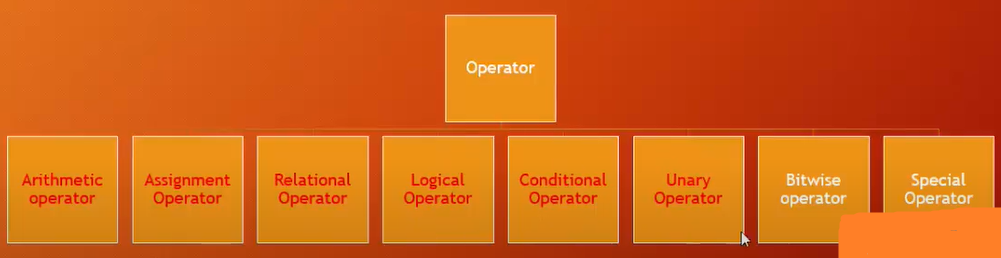 Operator
Arithmetic
operator
Assignment
Operator
Relational
Operator
Logical
Operator
Conditional
Operator
Unary
Operator
Bitwise
operator
Special
Operator